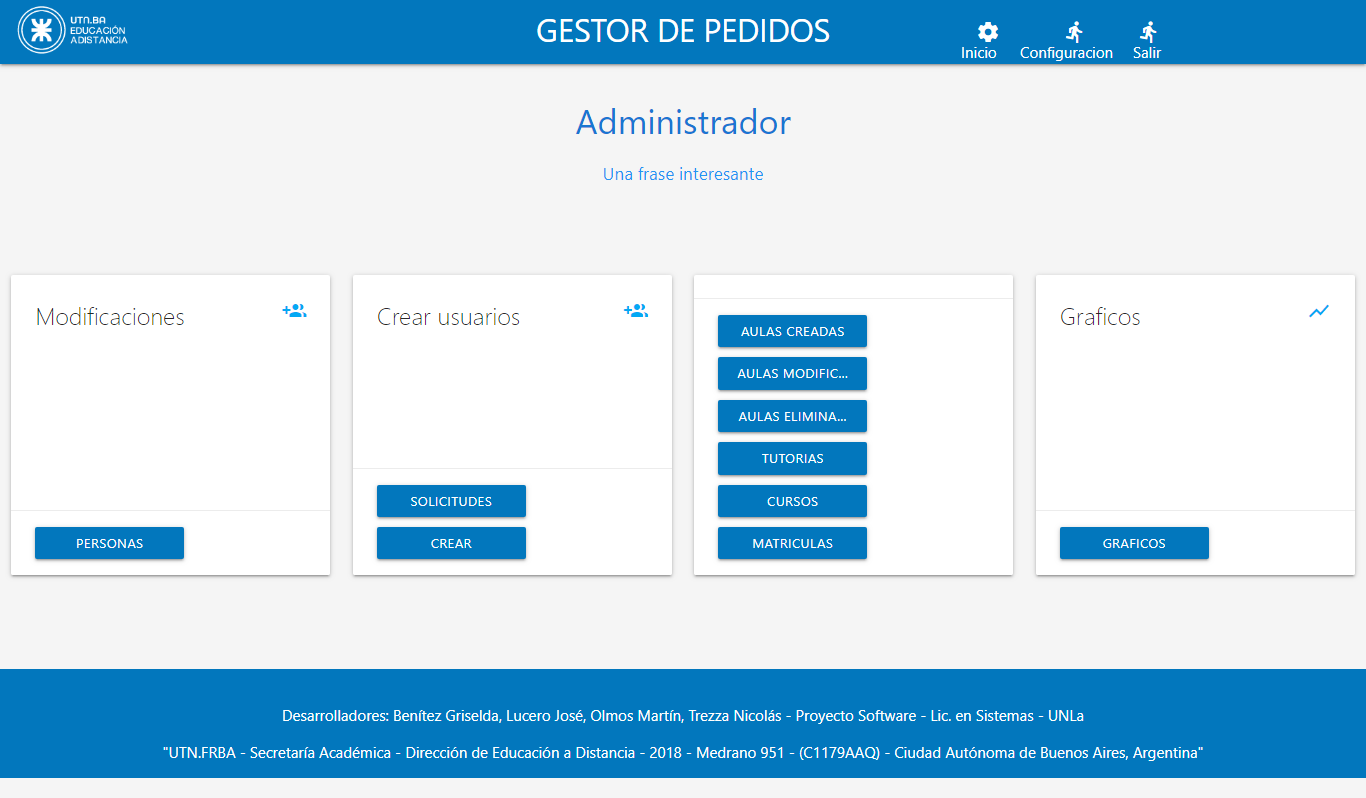 UTN.BA
EDUCACIÓN
ADISTANCIA
GESTOR DE PEDIDOS
Inicio
Configuracion
Salir
Administrador
Una frase interesante
Modificaciones
PERSONAS
Crear usuarios
SOLICITUDES
CREAR
AULAS CREADAS
AULAS MODIFIC...
AULAS ELIMINA...
TUTORIAS
CURSOS
MATRICULAS
Graficos
GRAFICOS
Desarrolladores: Benítez Griselda, Lucero José, Olmos Martín, Trezza Nicolás - Proyecto Software - Lic. en Sistemas - UNLa
"UTN.FRBA - Secretaría Académica - Dirección de Educación a Distancia - 2018 - Medrano 951 - (C1179AAQ) - Ciudad Autónoma de Buenos Aires, Argentina"